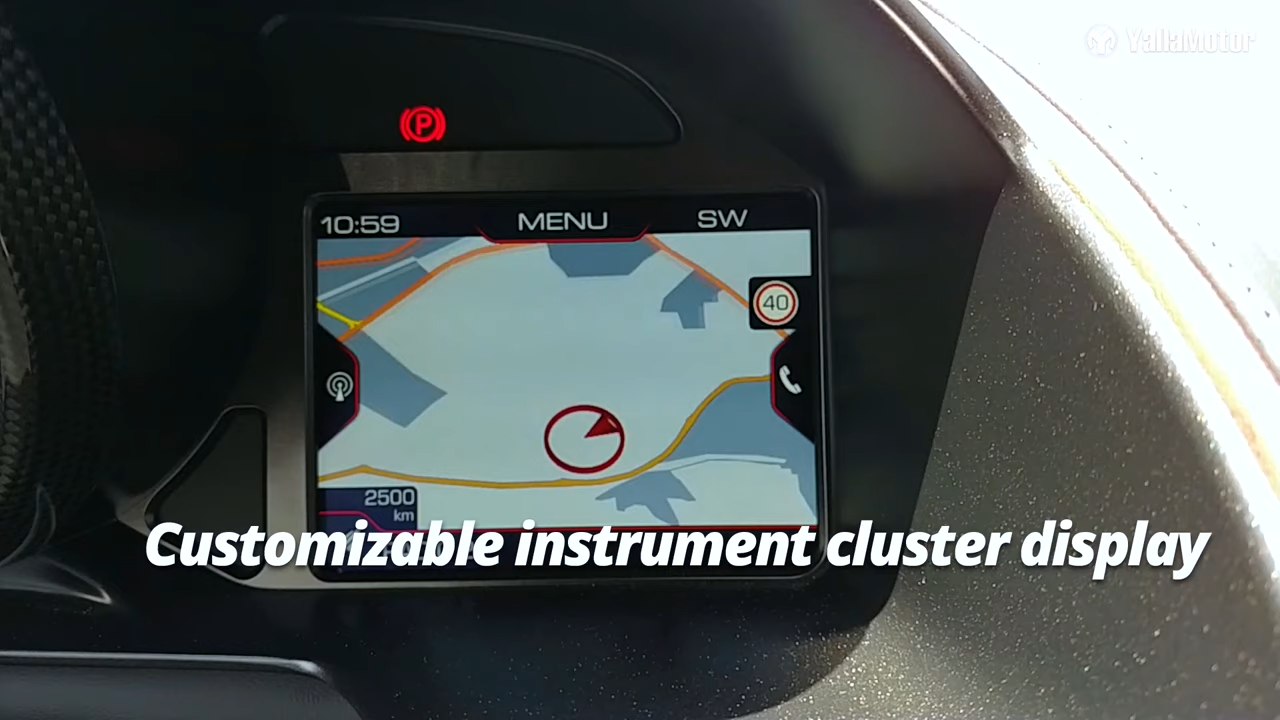 YallaMotor
P
10:59 MENU SW
40
2500
km
Customizable instrument cluster display